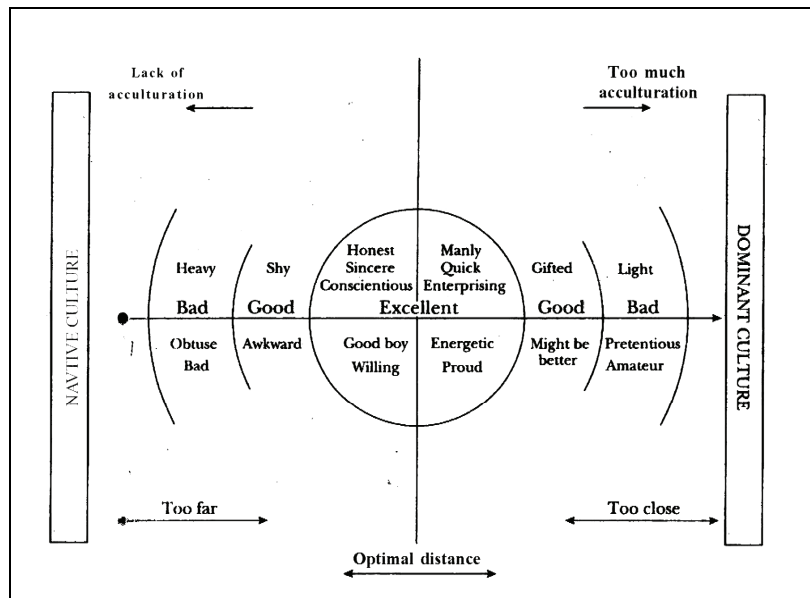 Lack of
acculturation
Too much
acculturation
NAVTIVE CULTURE
DOMINANT CULTURE
Heavy
Shy
Honest
Sincere
Conscientious
Manly
Quick
Enterprising
Gifted
Light
Bad
Good
Excellent
Good
Bad
Obtuse
Bad
Awkward
Good boy
Willing
Energetic
Proud
Might be
better
Pretentious
Amateur
Too far
Too close
Optimal distance